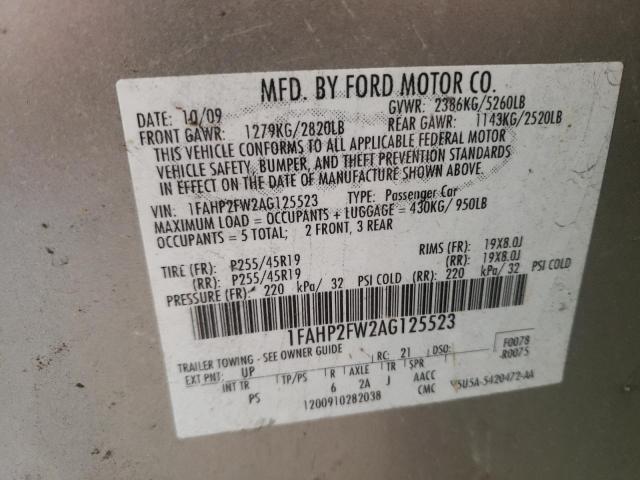 MFD. BY FORD MOTOR CO.
DATE: 10/09 GVWR: 2386KG/5260LB
FRONT GAWR: 1279KG/2820LB REAR GAWR: 1143KG/2520LB
THIS VEHICLE CONFORMS TO ALL APPLICABLE FEDERAL MOTOR
VEHICLE SAFETY, BUMPER, AND THEFT PREVENTION STANDARDS
IN EFFECT ON THE DATE OF MANUFACTURE SHOWN ABOVE.
VIN: 1FAHP2FW2AG125523 TYPE: Passenger Car
MAXIMUM LOAD = OCCUPANTS + LUGGAGE = 430KG/ 950LB
OCCUPANTS = 5 TOTAL; 2 FRONT, 3 REAR
TIRE (FR): P255/45R19 RIMS (FR): 19X8.0J
(RR): P255/45R19 (RR): 19X8.0J
PRESSURE (FR): 220 kPa/ 32 PSI COLD (RR): 220 kPa/ 32 PSI COLD
1FAHP2FW2AG125523
TRAILER TOWING - SEE OWNER GUIDE RC: 21 DSO: F0078
EXT PNT: UP R0075
INT TR TP/PS R AXLE TR SPR
PS 6 2A J AACC
CMC
1200910282038 5U5A-5420472-AA